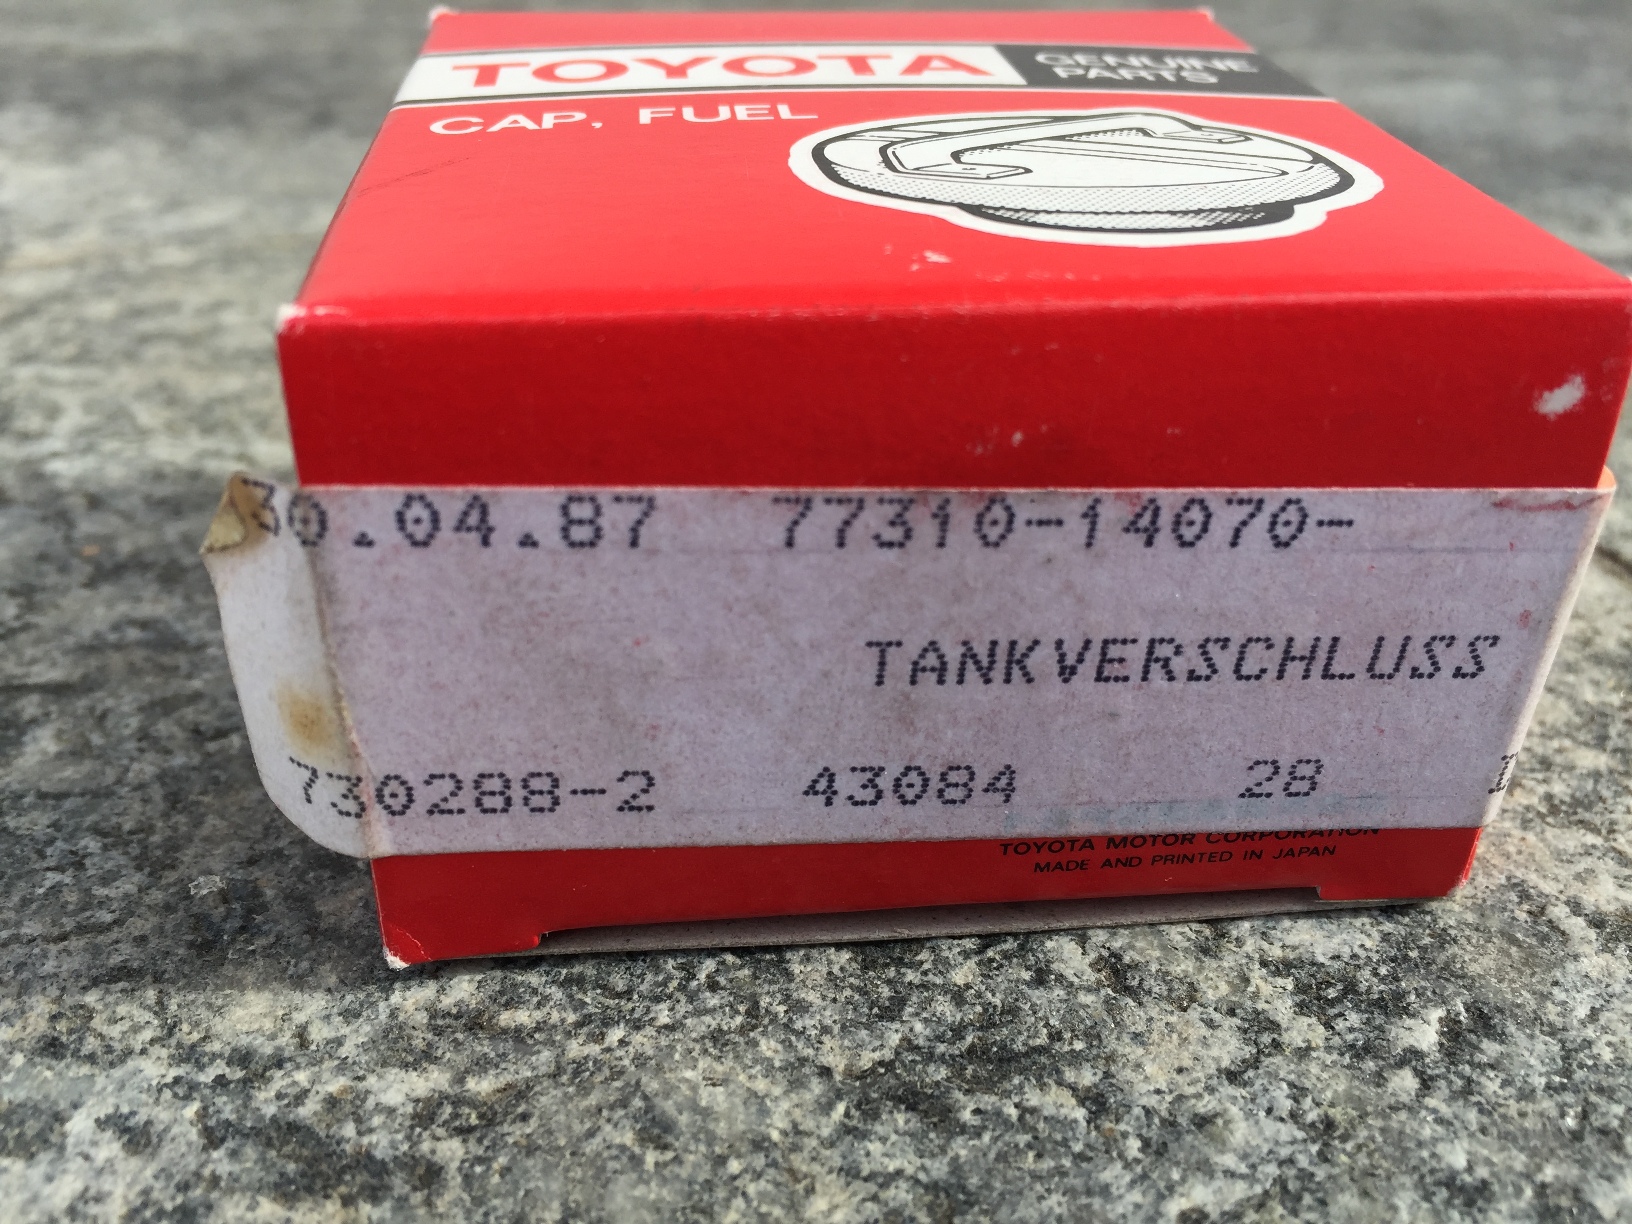 TOYOTA GENUINE PARTS
CAP, FUEL
30.04.87 77310-14070-
TANKVERSCHLUSS
730288-2 43084 28
TOYOTA MOTOR CORPORATION
MADE AND PRINTED IN JAPAN